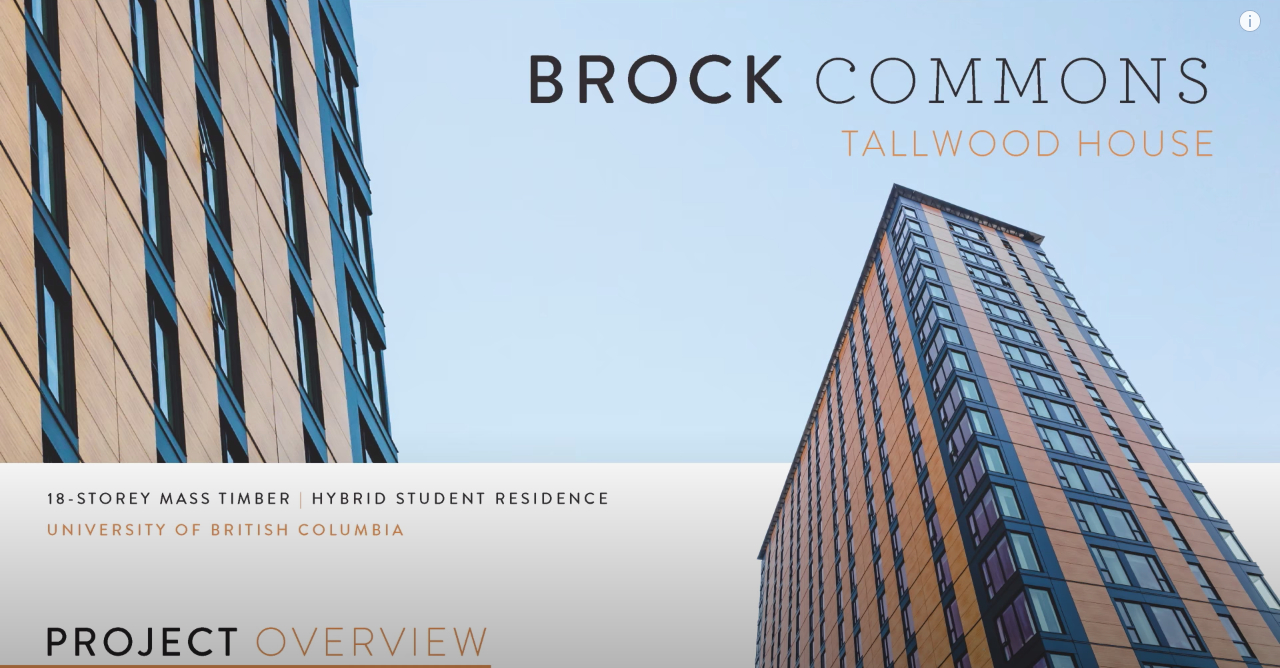 BROCK COMMONS
TALLWOOD HOUSE
18-STOREY MASS TIMBER | HYBRID STUDENT RESIDENCE
UNIVERSITY OF BRITISH COLUMBIA
PROJECT OVERVIEW